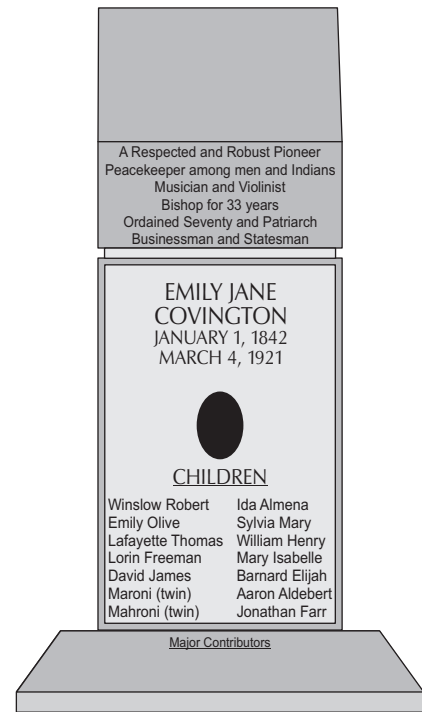 A Respected and Robust Pioneer
Peacekeeper among men and Indians
Musician and Violinist
Bishop for 33 years
Ordained Seventy and Patriarch
Businessman and Statesman
EMILY JANE
COVINGTON
JANUARY 1, 1842
MARCH 4, 1921
CHILDREN
Winslow Robert
Emily Olive
Lafayette Thomas
Lorin Freeman
David James
Maroni (twin)
Mahroni (twin)
Ida Almena
Sylvia Mary
William Henry
Mary Isabelle
Barnard Elijah
Aaron Aldebert
Jonathan Farr
Major Contributors